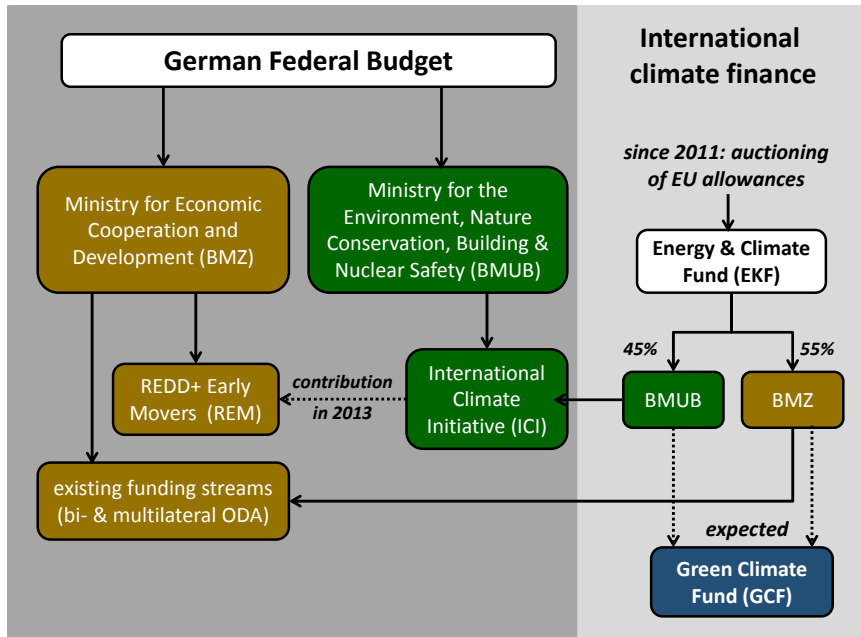 German Federal Budget
International
climate finance
since 2011: auctioning
of EU allowances
Ministry for Economic
Cooperation and
Development (BMZ)
Ministry for the
Environment, Nature
Conservation, Building &
Nuclear Safety (BMUB)
Energy & Climate
Fund (EKF)
45%
55%
REDD+ Early
Movers (REM)
contribution
in 2013
International
Climate
Initiative (ICI)
BMUB
BMZ
existing funding streams
(bi- & multilateral ODA)
expected
Green Climate
Fund (GCF)